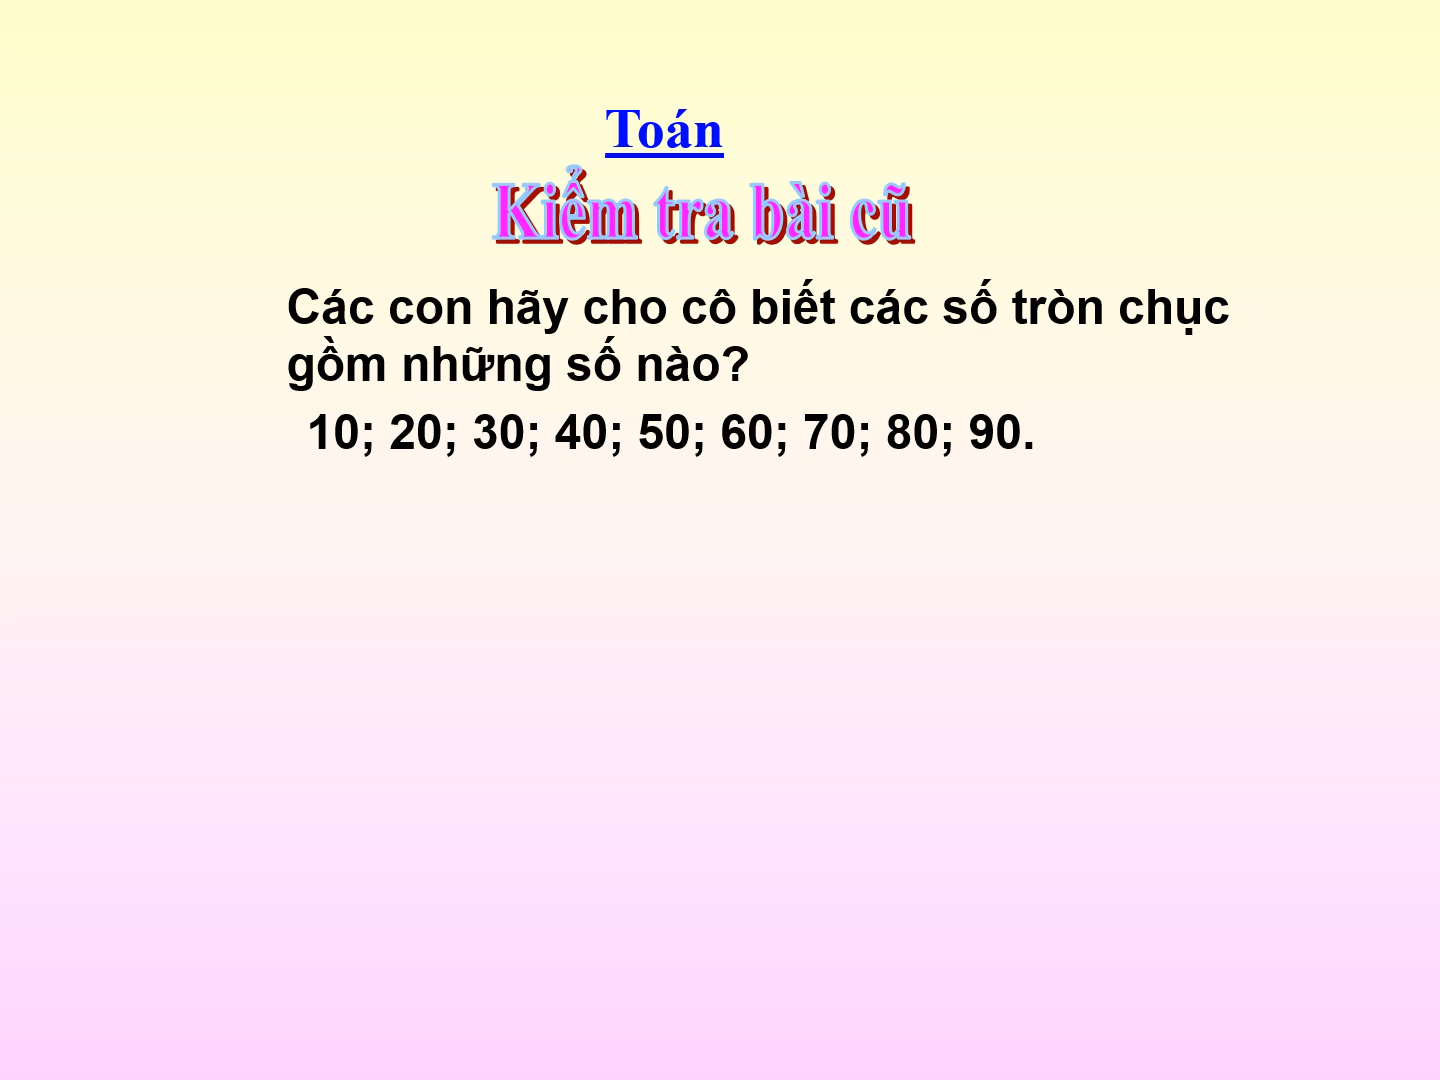 Toán
Kiểm tra bài cũ
Các con hãy cho cô biết các số tròn chục
gồm những số nào?
10; 20; 30; 40; 50; 60; 70; 80; 90.